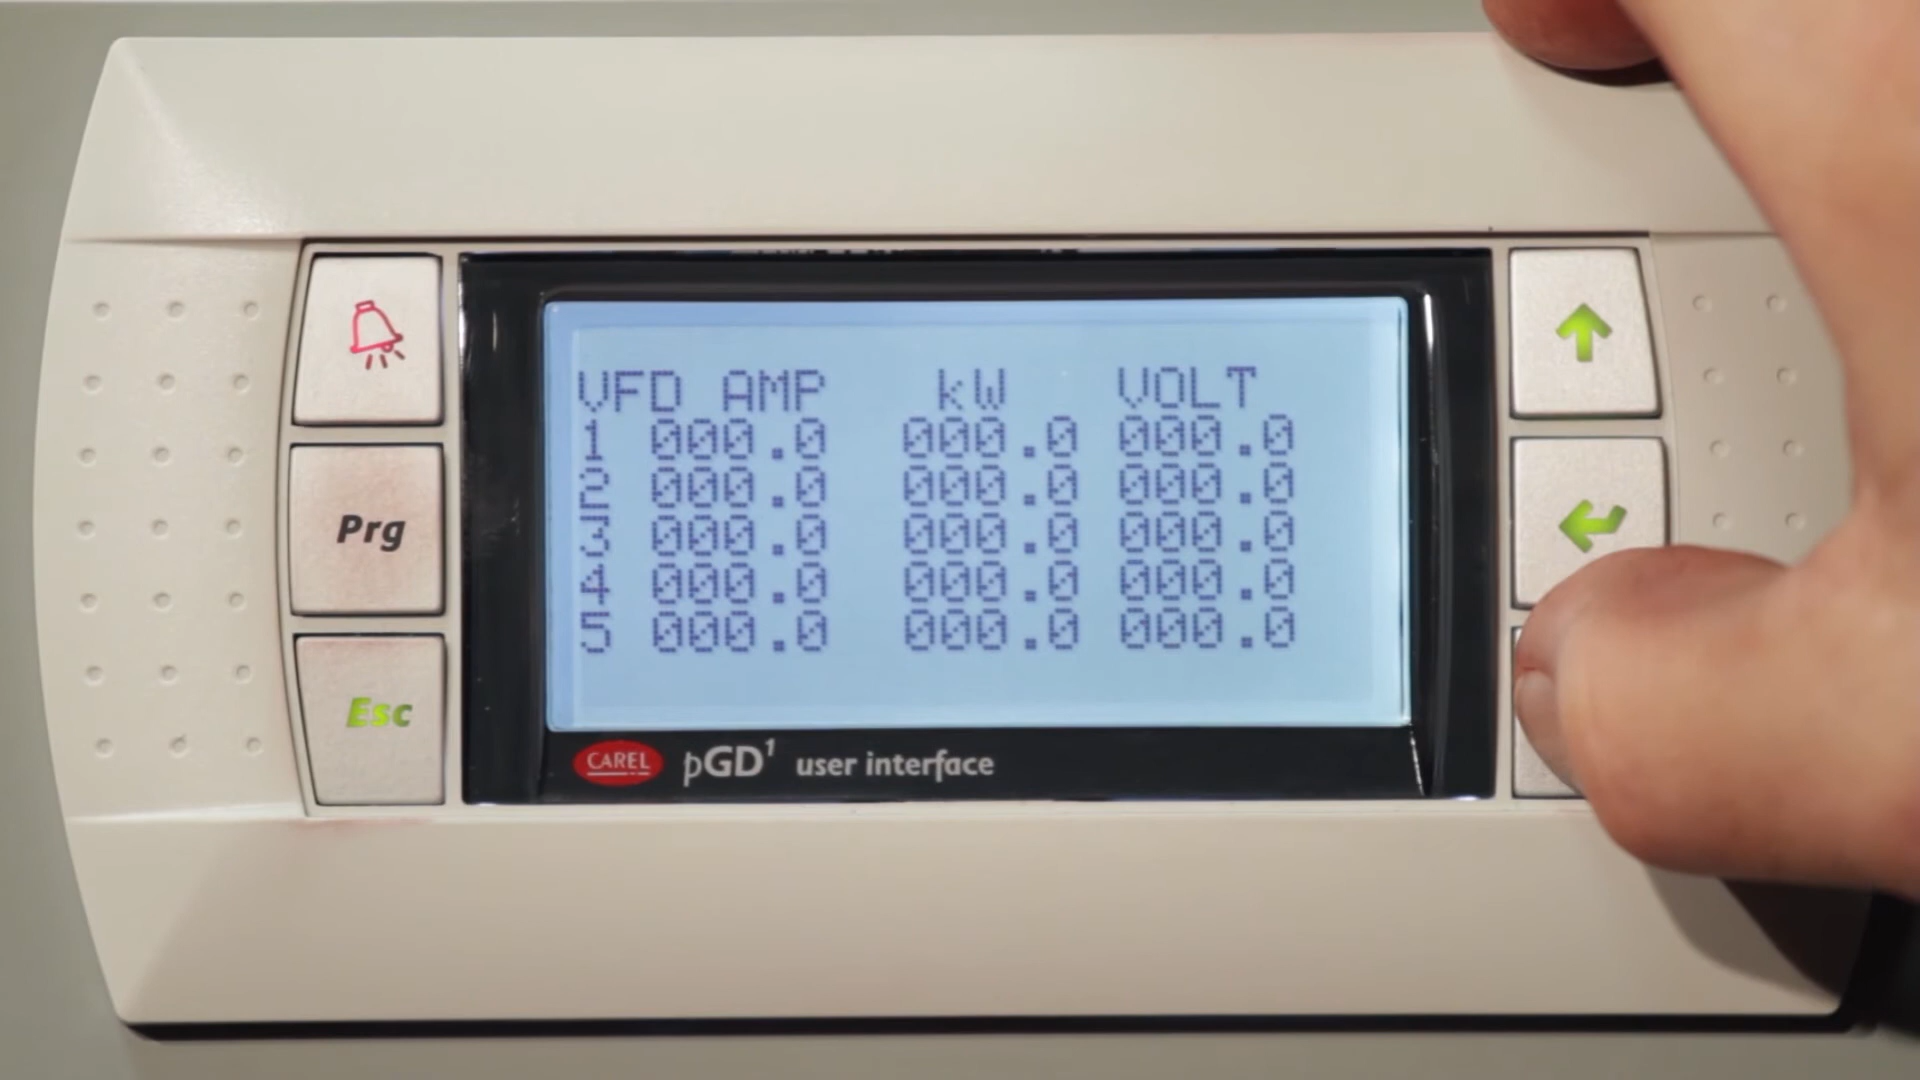 VFD AMP kW VOLT
1 000.0 000.0 000.0
2 000.0 000.0 000.0
3 000.0 000.0 000.0
4 000.0 000.0 000.0
5 000.0 000.0 000.0
Prg
Esc
CAREL pGD¹ user interface